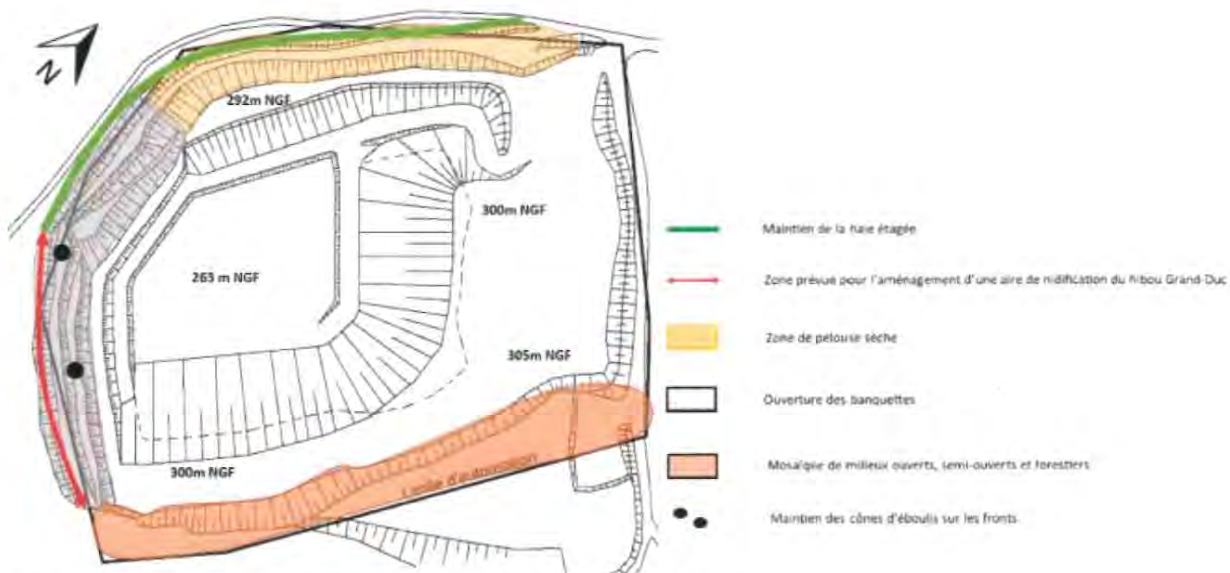 N
292m NGF
300m NGF
263 m NGF
305m NGF
300m NGF
Limite d'autorisation
Maintien de la haie étagée
Zone prévue pour l'aménagement d'une aire de nidification du Hibou Grand-Duc
Zone de pelouse sèche
Ouverture des banquettes
Mosaïque de milieux ouverts, semi-ouverts et forestiers
Maintien des cônes d'éboulis sur les fronts